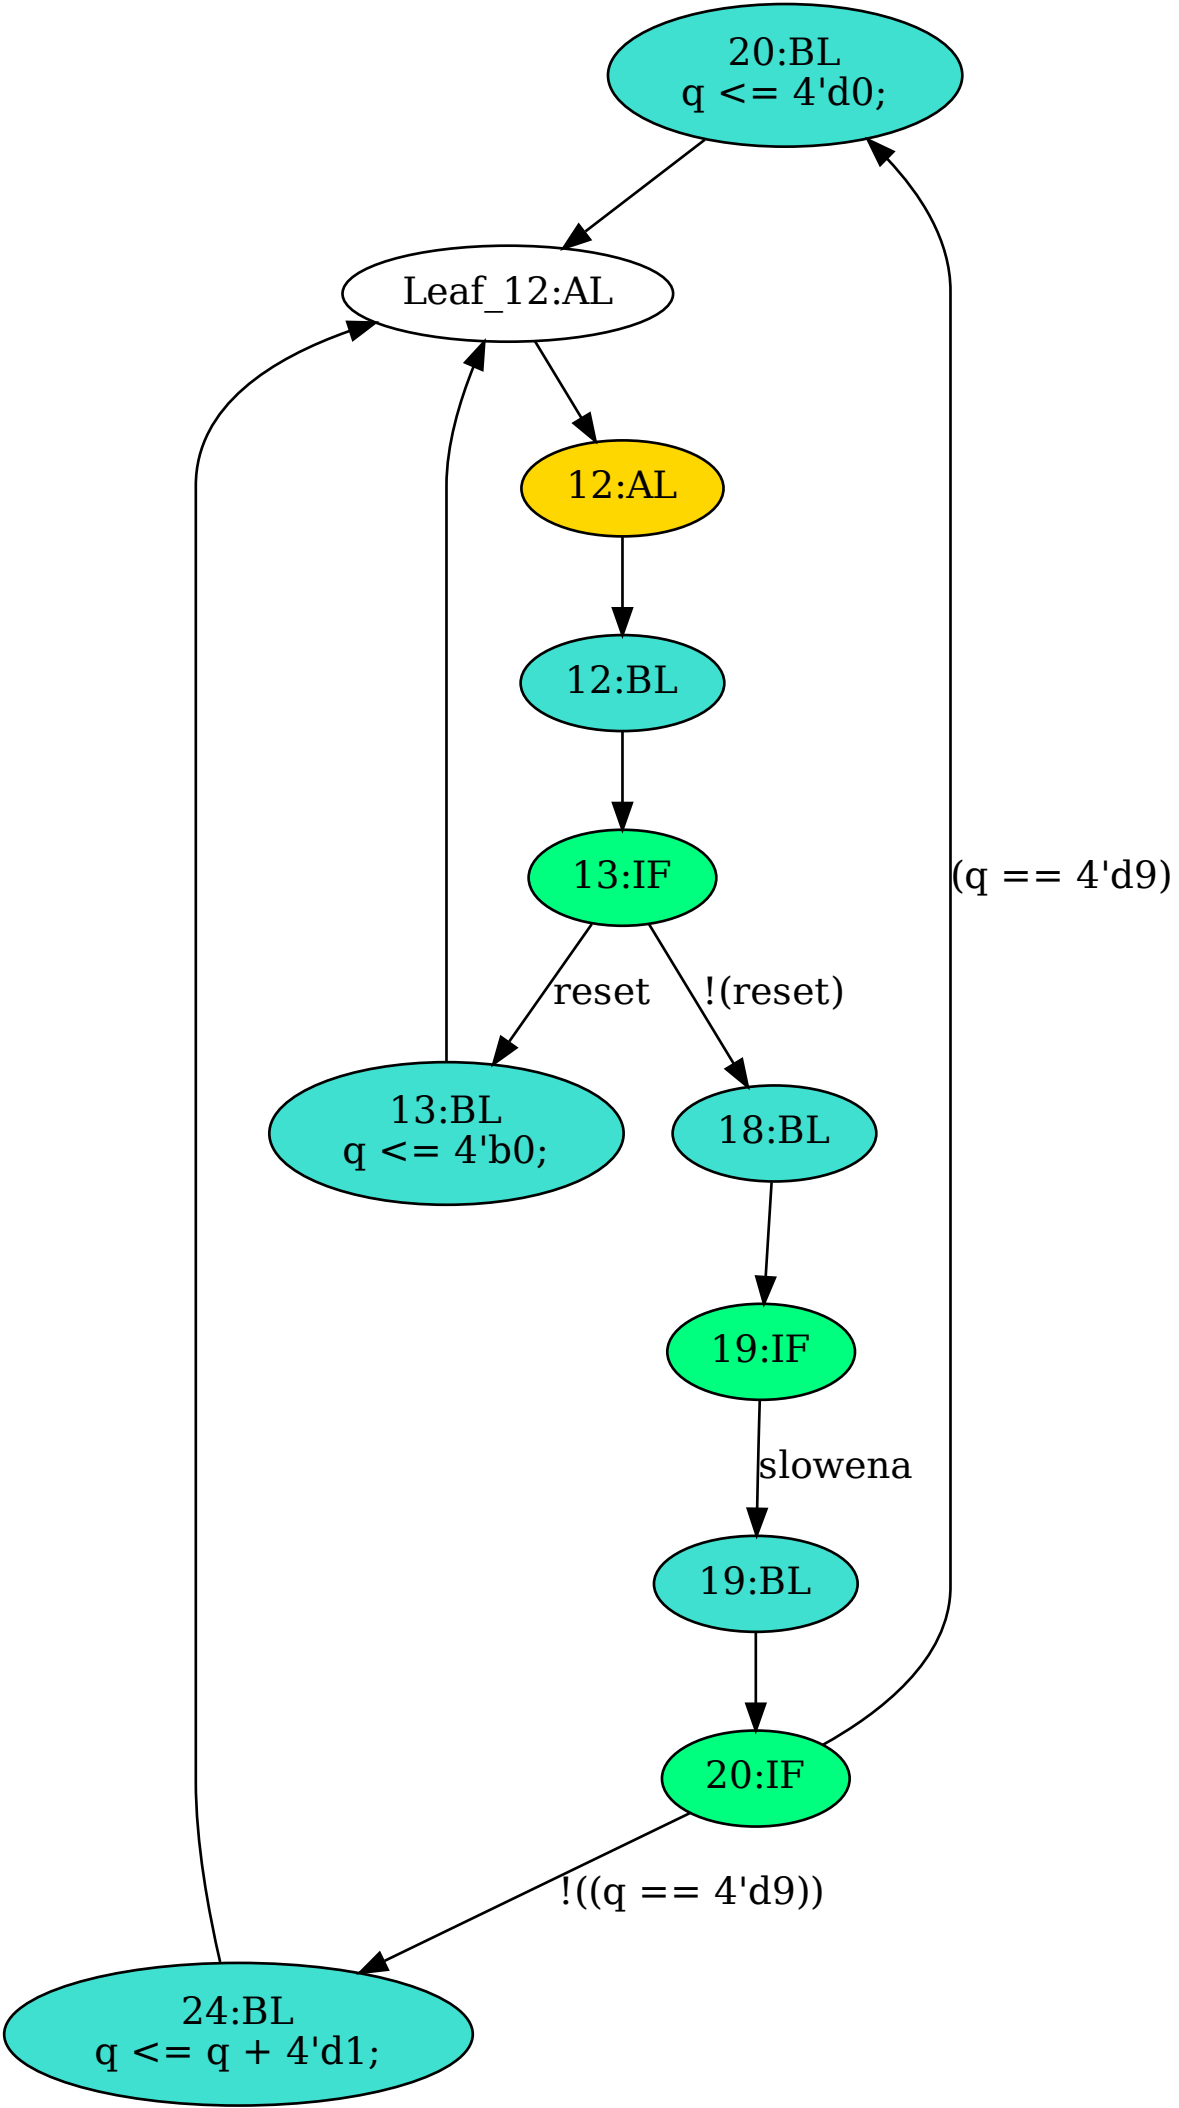 20:BL
q <= 4'd0;
Leaf_12:AL
12:AL
12:BL
13:IF
(q == 4'd9)
reset
!(reset)
13:BL
q <= 4'b0;
18:BL
19:IF
slowena
19:BL
20:IF
!((q == 4'd9))
24:BL
q <= q + 4'd1;